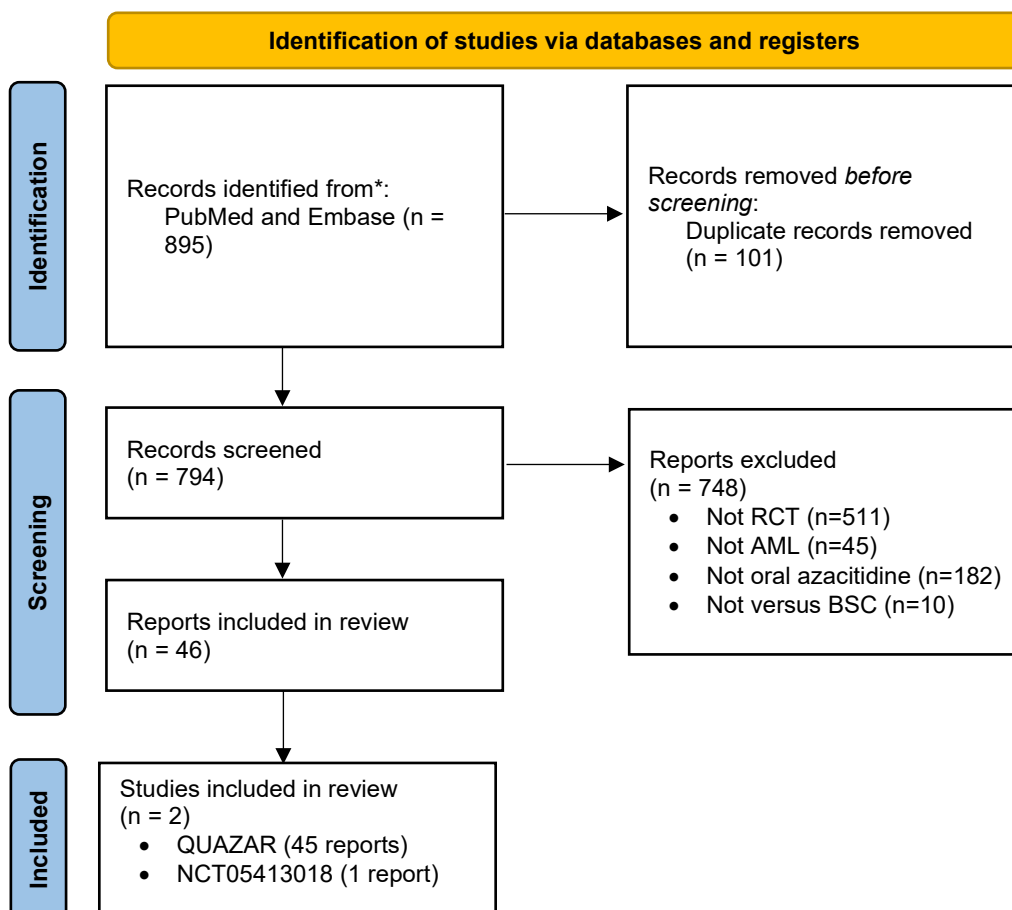 Identification of studies via databases and registers
Identification
Records identified from*:
PubMed and Embase (n =
895)
Records removed before
screening:
Duplicate records removed
(n = 101)
Screening
Records screened
(n = 794)
Reports excluded
(n = 748)
• Not RCT (n=511)
• Not AML (n=45)
• Not oral azacitidine (n=182)
• Not versus BSC (n=10)
Reports included in review
(n = 46)
Included
Studies included in review
(n = 2)
• QUAZAR (45 reports)
• NCT05413018 (1 report)